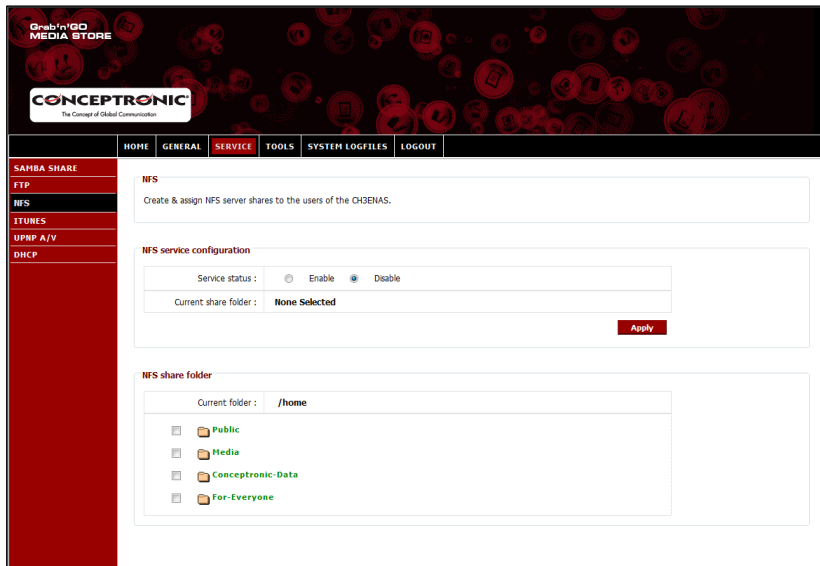 Grab'n'GO
MEDIA STORE
CONCEPTRONIC®
The Concept of Global Communication
HOME GENERAL SERVICE TOOLS SYSTEM LOGFILES LOGOUT
SAMBA SHARE
FTP
NFS
ITUNES
UPNP A/V
DHCP
NFS
Create & assign NFS server shares to the users of the CH3ENAS.
NFS service configuration
Service status : Enable Disable
Current share folder : None Selected
Apply
NFS share folder
Current folder : /home
Public
Media
Conceptronic-Data
For-Everyone